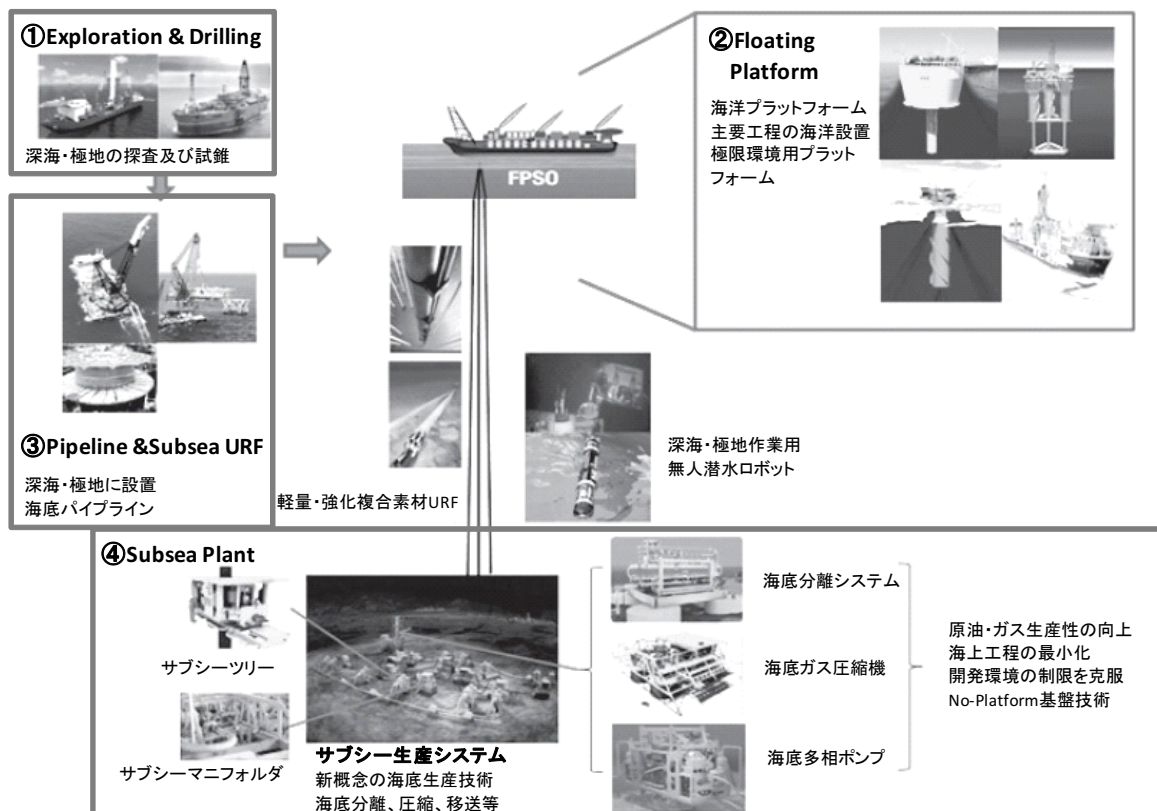 ①Exploration & Drilling
深海・極地の探査及び試錐
②Floating
Platform
海洋プラットフォーム
主要工程の海洋設置
極限環境用プラット
フォーム
FPSO
③Pipeline &Subsea URF
深海・極地に設置
海底パイプライン
軽量・強化複合素材URF
深海・極地作業用
無人潜水ロボット
④Subsea Plant
サブシーツリー
サブシーマニフォルダ
サブシー生産システム
新概念の海底生産技術
海底分離、圧縮、移送等
海底分離システム
海底ガス圧縮機
海底多相ポンプ
原油・ガス生産性の向上
海上工程の最小化
開発環境の制限を克服
No-Platform基盤技術